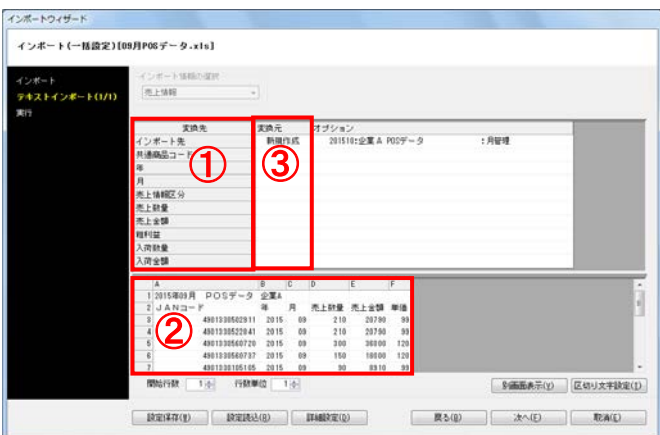 インポートウィザード
インポート(一括設定)[09月POSデータ.xls]
インポート
テキストインポート(1/1)
実行
インポート情報の選択
売上情報
変換先 変換元 オプション
インポート先 新規作成 201510:企業A POSデータ :月管理
共通商品コード
年
月
売上情報区分
売上数量
売上金額
粗利益
入荷数量
入荷金額
① ③
②
A B C D E F
1 2015年09月 POSデータ 企業A
2 JANコード 年 月 売上数量 売上金額 単価
3 4901330502911 2015 09 210 20790 99
4 4901330522041 2015 09 210 20790 99
5 4901330560720 2015 09 300 36000 120
6 4901330560737 2015 09 150 18000 120
7 4901330105105 2015 09 90 8910 99
開始行数 1 行数単位 1 別画面表示(V) 区切り文字設定(T)
設定保存(W) 設定読込(R) 詳細設定(D) 戻る(B) 次へ(F) 取消(C)